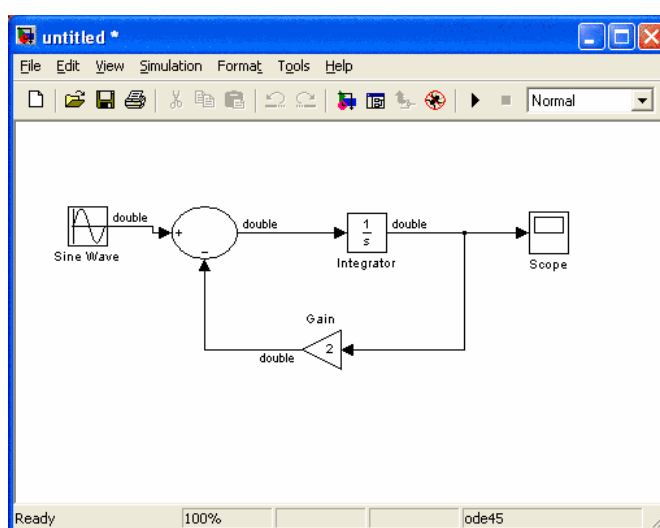 untitled *
File Edit View Simulation Format Tools Help
Normal
double
+
−
double
1
s
double
Sine Wave
Integrator
Scope
Gain
2
double
Ready 100% ode45